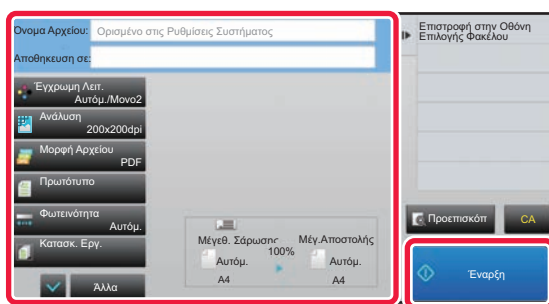 Όνομα Αρχείου: Ορισμένο στις Ρυθμίσεις Συστήματος
Αποθηκευση σε:
Έγχρωμη Λειτ.
Αυτόμ./Μονο2
Ανάλυση
200x200dpi
Μορφή Αρχείου
PDF
Πρωτότυπο
Φωτεινότητα
Αυτόμ.
Κατασκ. Εργ.
Άλλα
Μέγεθ. Σάρωσης
100%
Μέγ.Αποστολής
Αυτόμ.
Αυτόμ.
A4
A4
Επιστροφή στην Οθόνη
Επιλογής Φακέλου
Προεπισκόπ
CA
Έναρξη